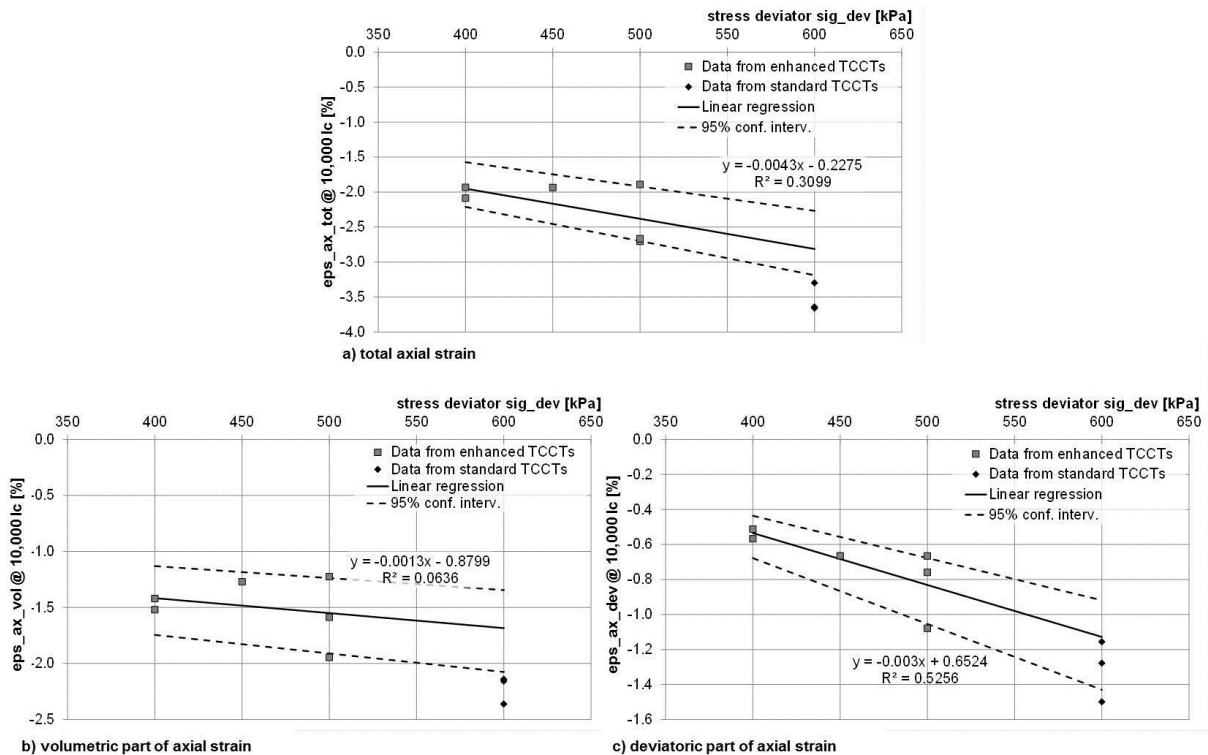 stress deviator sig_dev [kPa]
350 400 450 500 550 600 650
0.0
-0.5
-1.0
-1.5
-2.0
-2.5
-3.0
-3.5
-4.0
eps_ax_tot @ 10,000 lc [%]
Data from enhanced TCCTs
Data from standard TCCTs
Linear regression
95% conf. interv.
y = -0.0043x - 0.2275
R² = 0.3099
a) total axial strain
stress deviator sig_dev [kPa]
350 400 450 500 550 600 650
0.0
-0.5
-1.0
-1.5
-2.0
-2.5
eps_ax_vol @ 10,000 lc [%]
Data from enhanced TCCTs
Data from standard TCCTs
Linear regression
95% conf. interv.
y = -0.0013x - 0.8799
R² = 0.0636
b) volumetric part of axial strain
stress deviator sig_dev [kPa]
350 400 450 500 550 600 650
0.0
-0.2
-0.4
-0.6
-0.8
-1.0
-1.2
-1.4
-1.6
eps_ax_dev @ 10,000 lc [%]
Data from enhanced TCCTs
Data from standard TCCTs
Linear regression
95% conf. interv.
y = -0.003x + 0.6524
R² = 0.5256
c) deviatoric part of axial strain